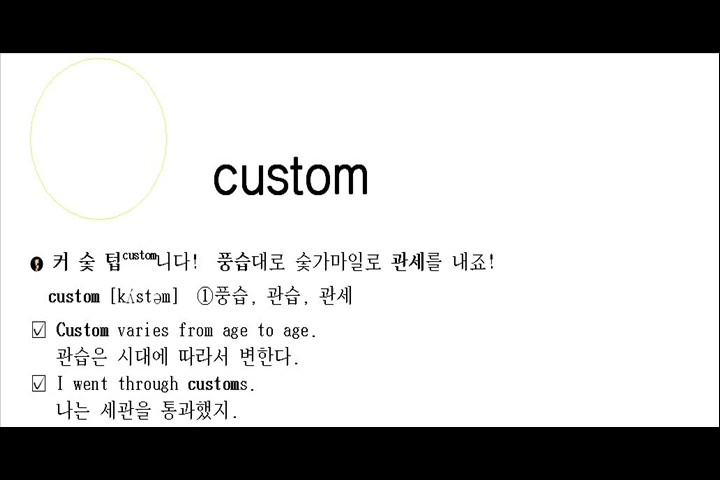 custom
커 숯 텁custom니다! 풍습대로 숯가마일로 관세를 내죠!
custom [kʌ́stəm] ①풍습, 관습, 관세
☑ Custom varies from age to age.
관습은 시대에 따라서 변한다.
☑ I went through customs.
나는 세관을 통과했지.